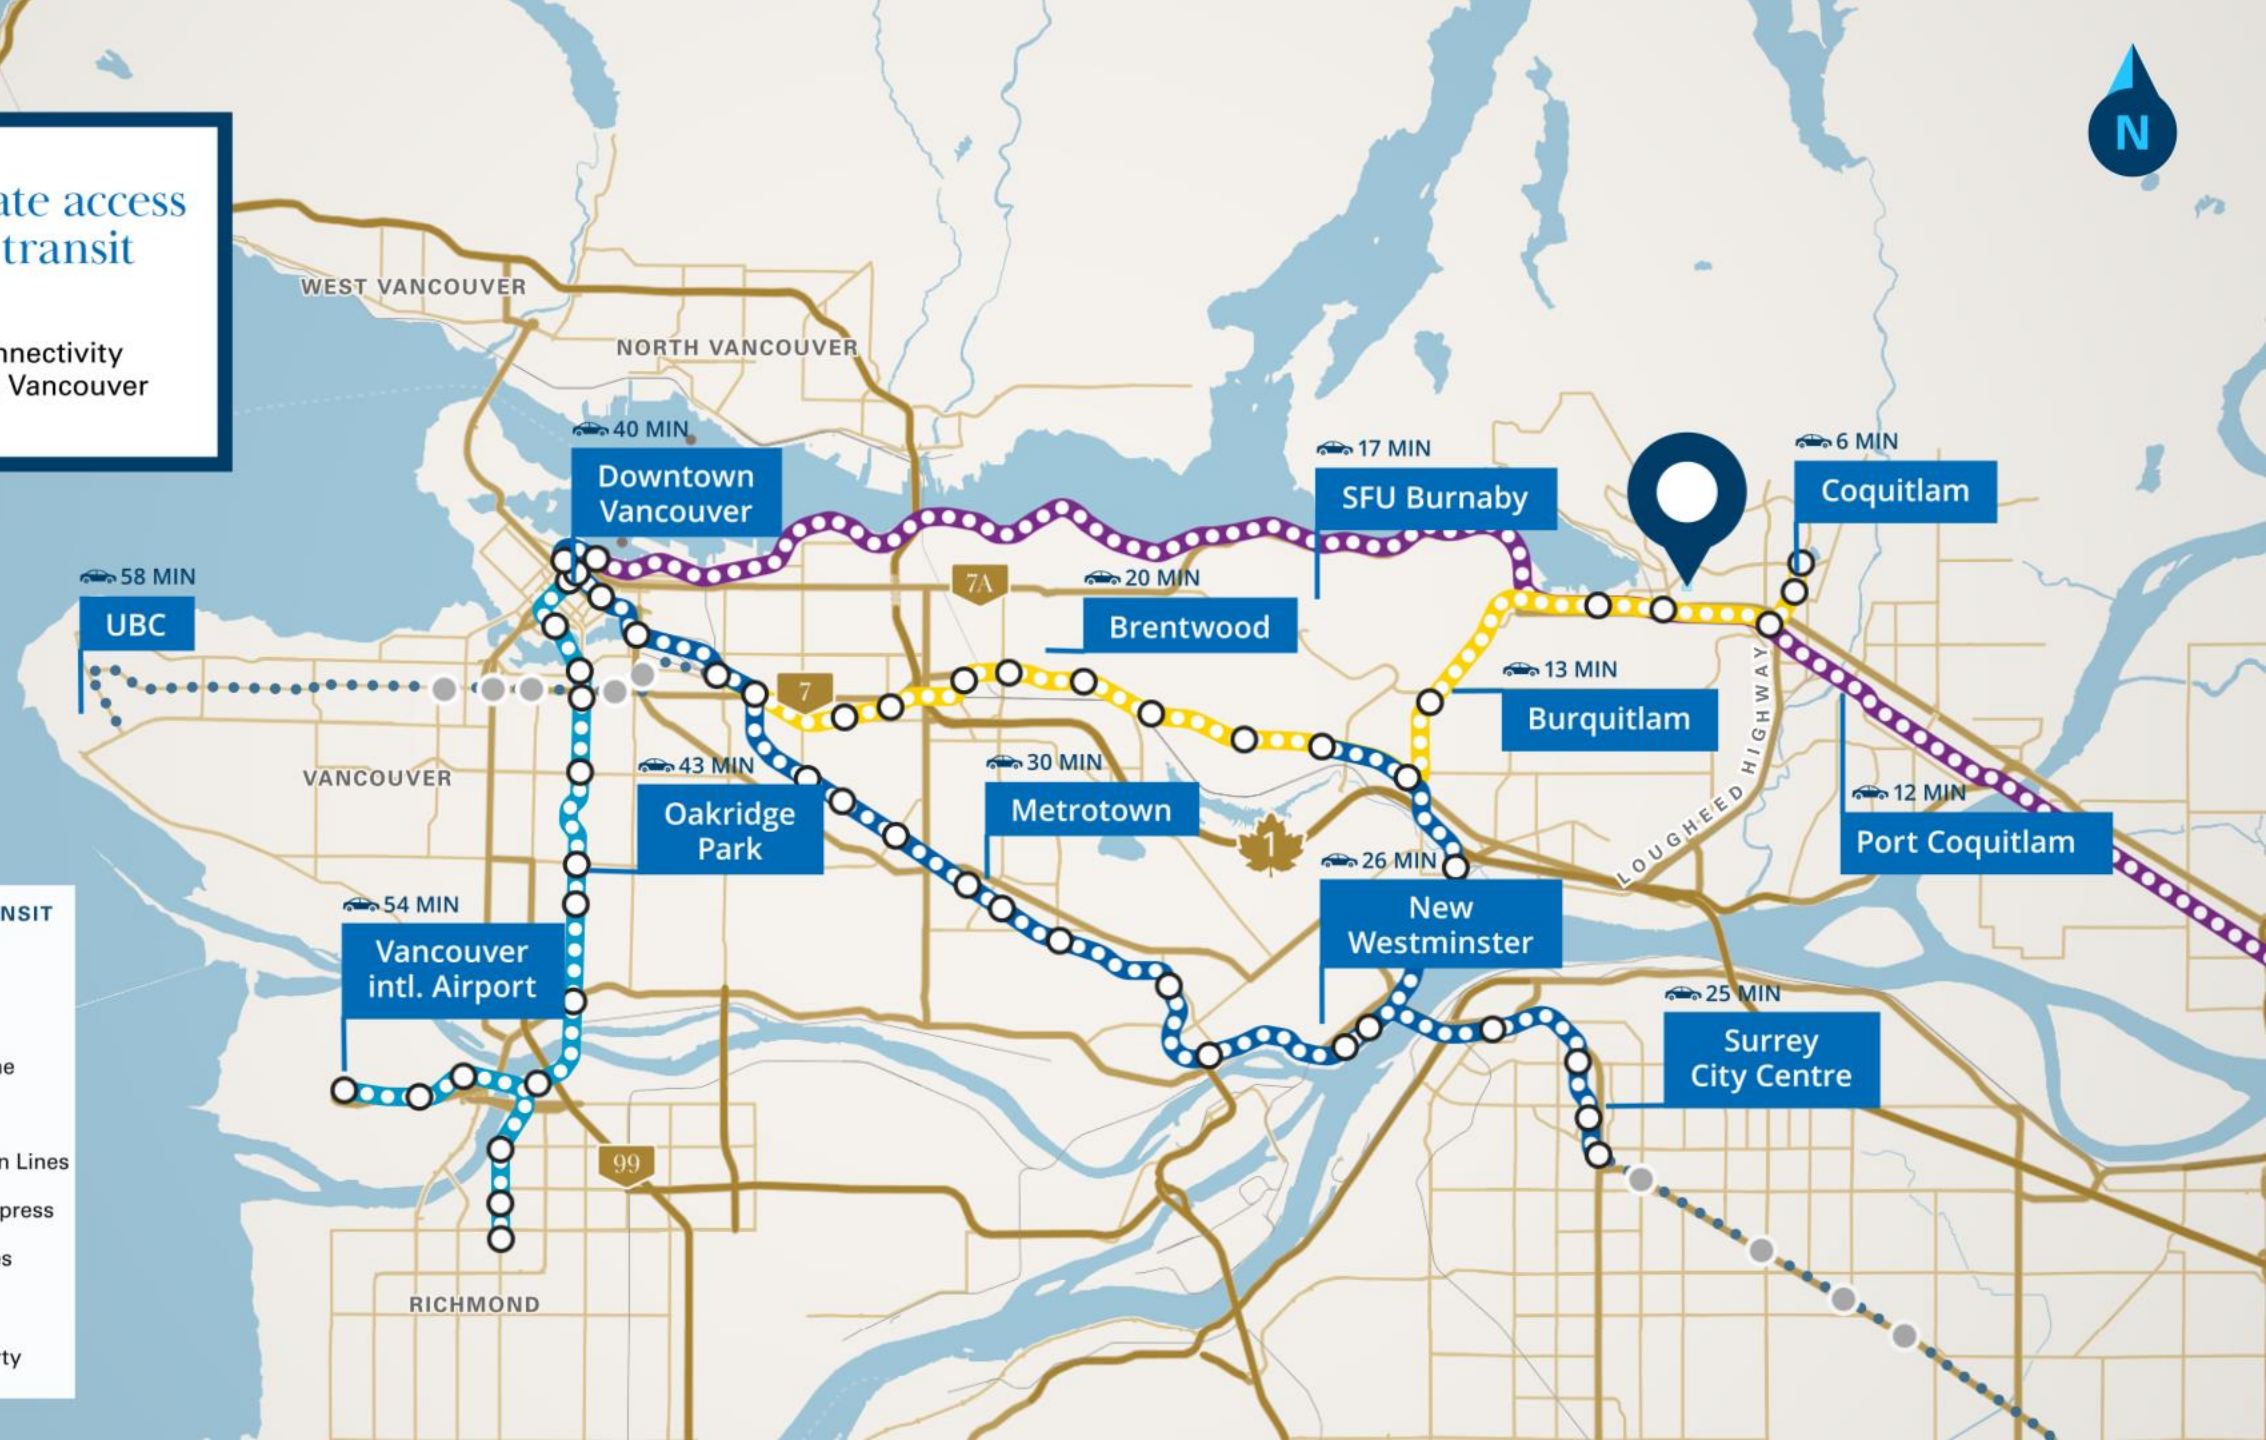 ate access
transit
nnectivity
Vancouver
N
WEST VANCOUVER
NORTH VANCOUVER
40 MIN
Downtown
Vancouver
17 MIN
SFU Burnaby
6 MIN
Coquitlam
58 MIN
UBC
7A
20 MIN
Brentwood
7
13 MIN
Burquitlam
LOUGHEED HIGHWAY
VANCOUVER
43 MIN
Oakridge
Park
30 MIN
Metrotown
1
12 MIN
Port Coquitlam
26 MIN
New
Westminster
54 MIN
Vancouver
intl. Airport
25 MIN
Surrey
City Centre
99
RICHMOND
NSIT
ne
n Lines
press
s
ty